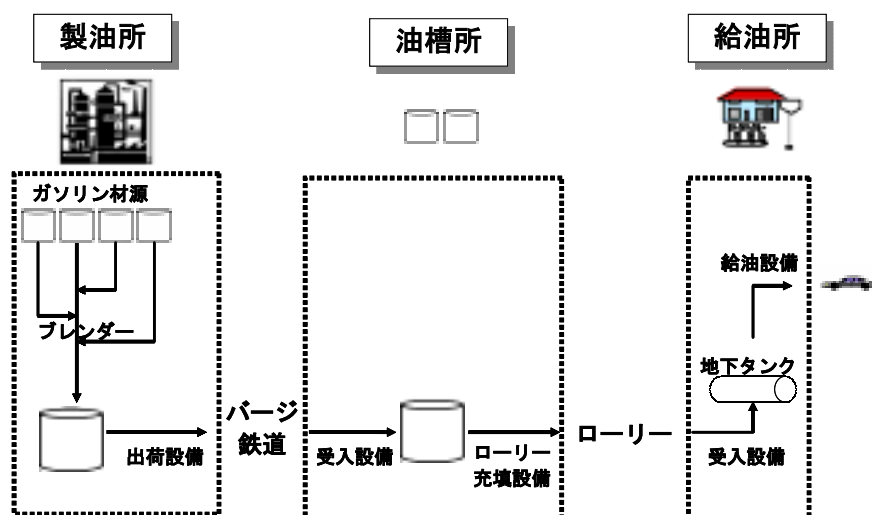 製油所
油槽所
給油所
ガソリン材源
ブレンダー
出荷設備
バージ
鉄道
受入設備
ローリー
充填設備
ローリー
給油設備
地下タンク
受入設備